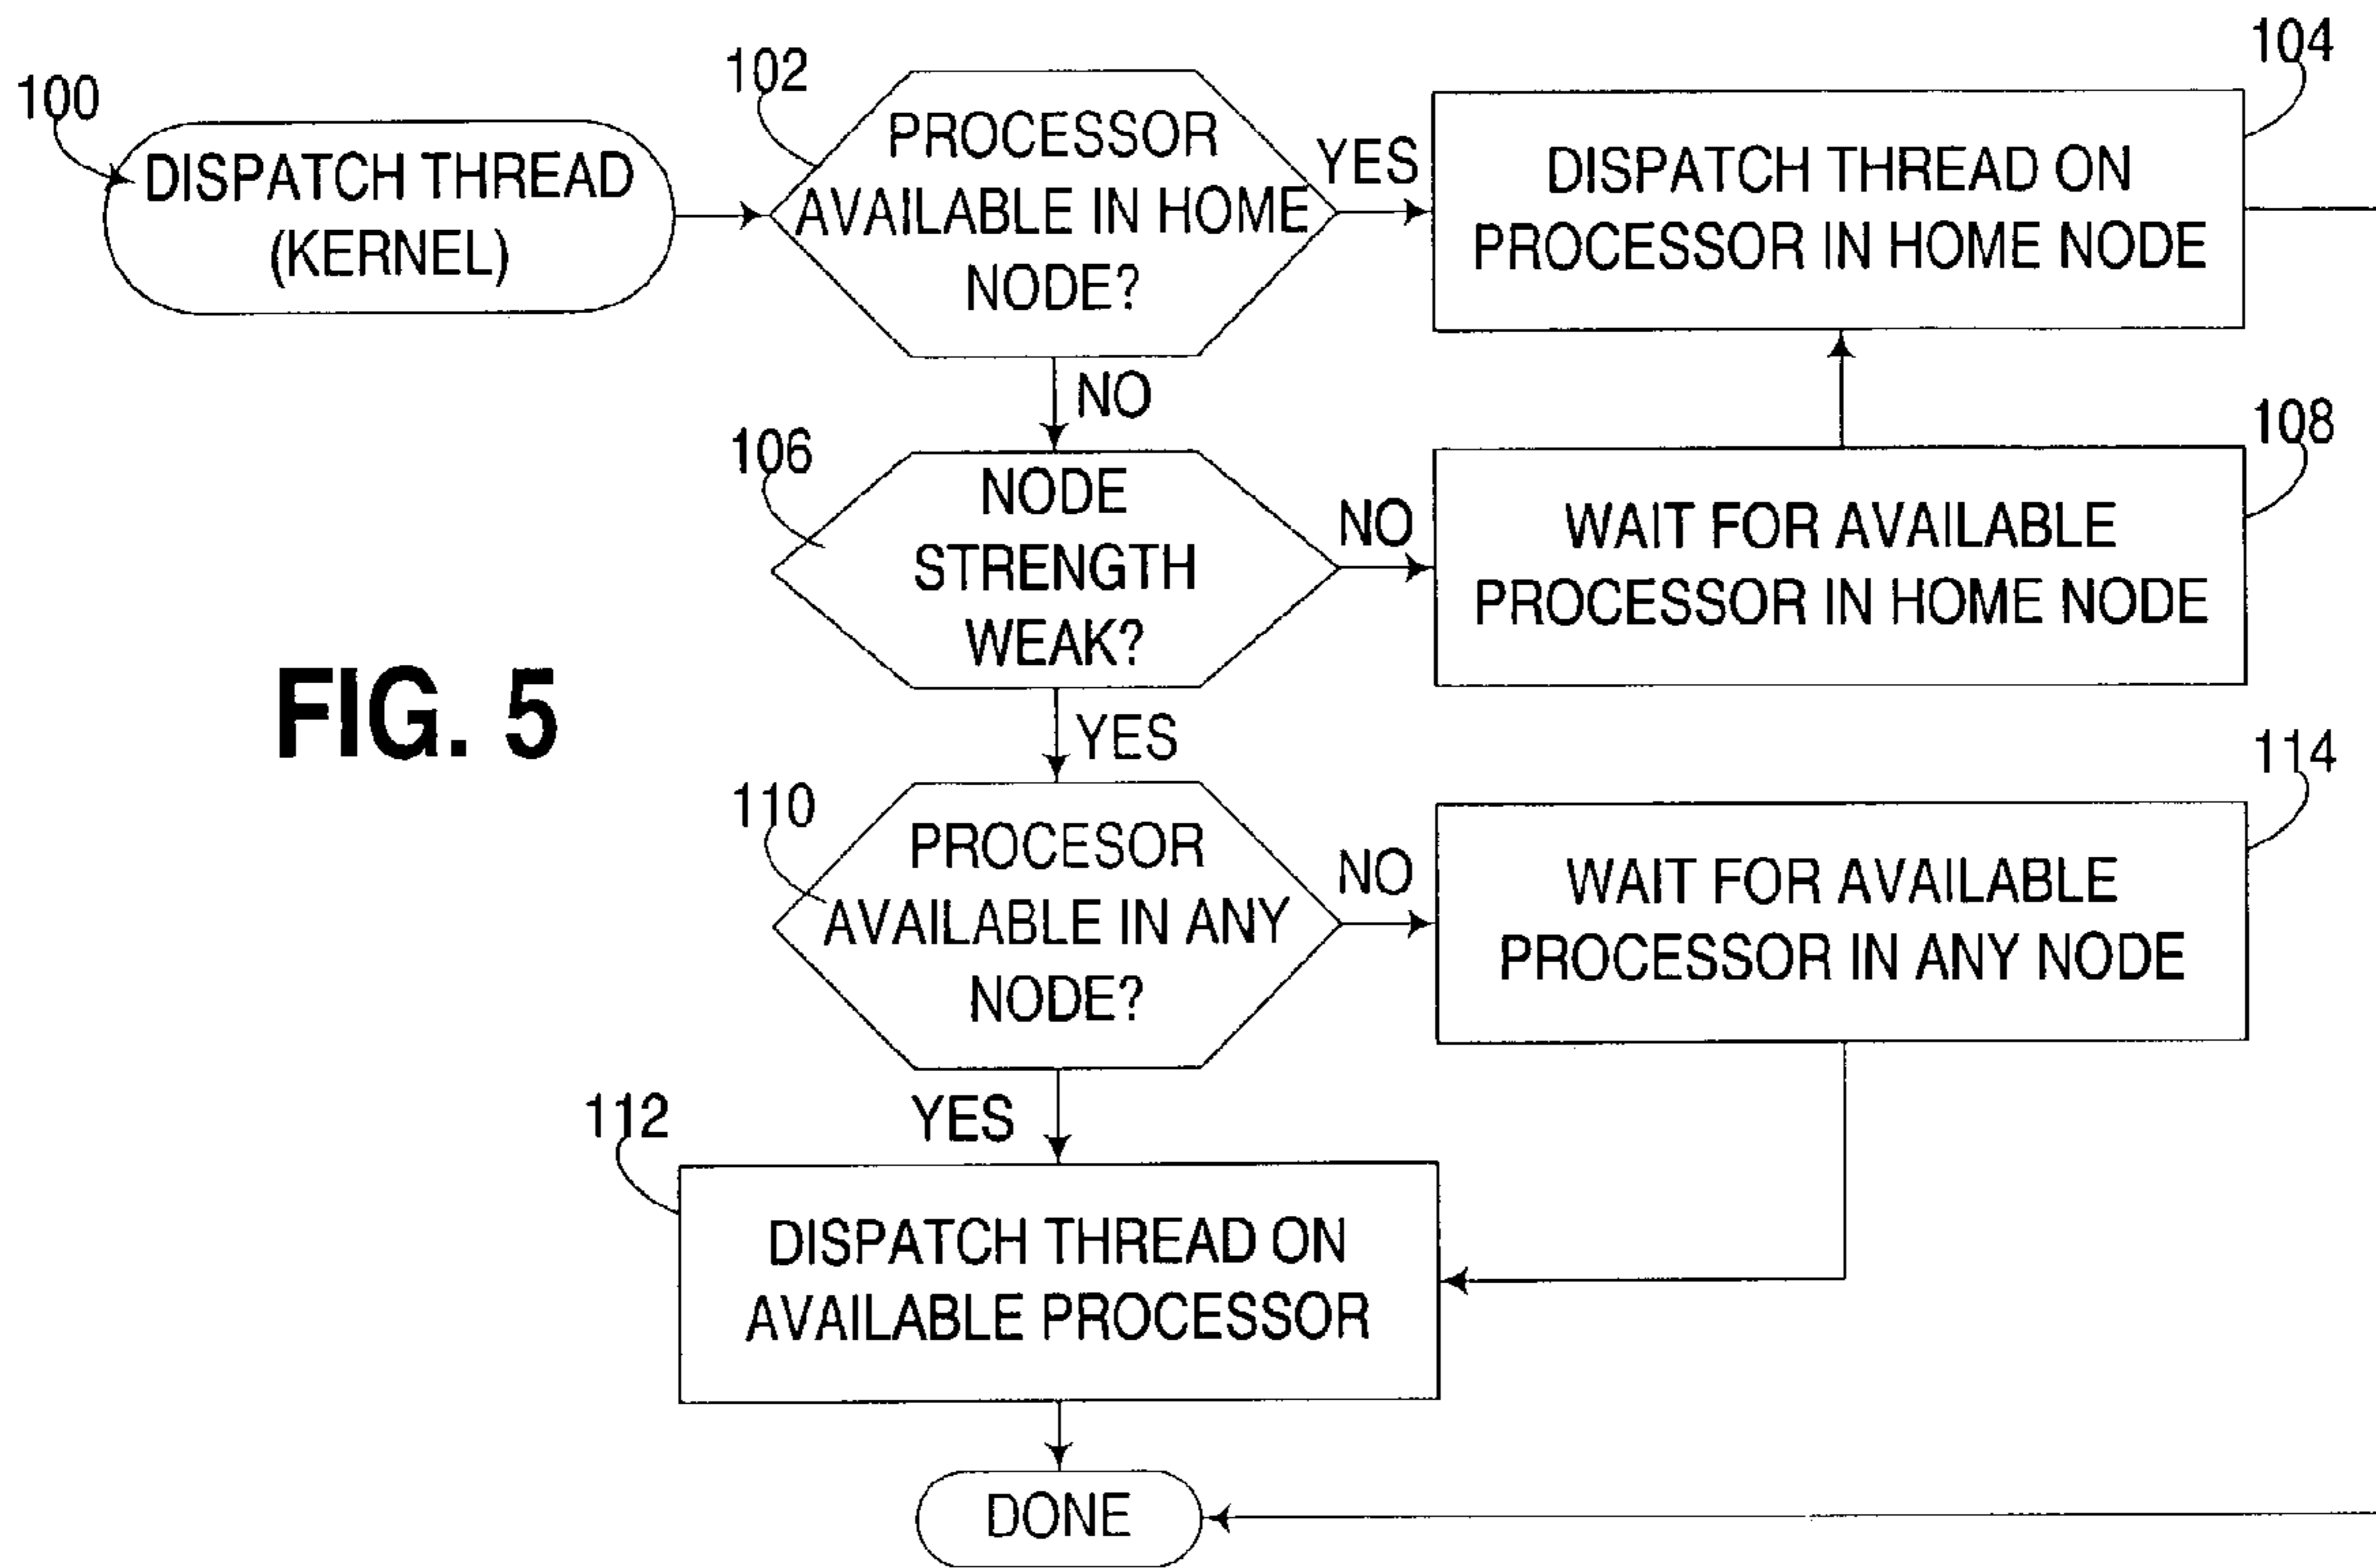 100
DISPATCH THREAD
(KERNEL)
102
PROCESSOR
AVAILABLE IN HOME
NODE?
YES
104
DISPATCH THREAD ON
PROCESSOR IN HOME NODE
NO
106
NODE
STRENGTH
WEAK?
NO
108
WAIT FOR AVAILABLE
PROCESSOR IN HOME NODE
FIG. 5
YES
110
PROCESOR
AVAILABLE IN ANY
NODE?
NO
114
WAIT FOR AVAILABLE
PROCESSOR IN ANY NODE
YES
112
DISPATCH THREAD ON
AVAILABLE PROCESSOR
DONE